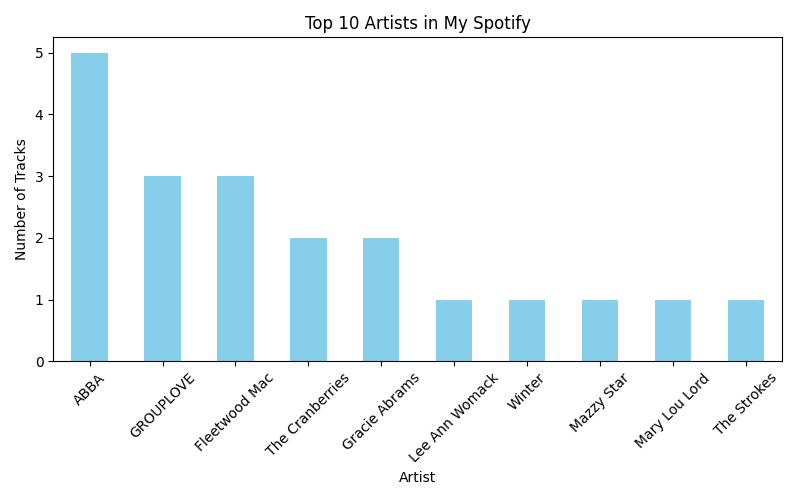 Top 10 Artists in My Spotify
Number of Tracks
5
4
3
2
1
0
ABBA
GROUPLOVE
Fleetwood Mac
The Cranberries
Gracie Abrams
Lee Ann Womack
Winter
Mazzy Star
Mary Lou Lord
The Strokes
Artist